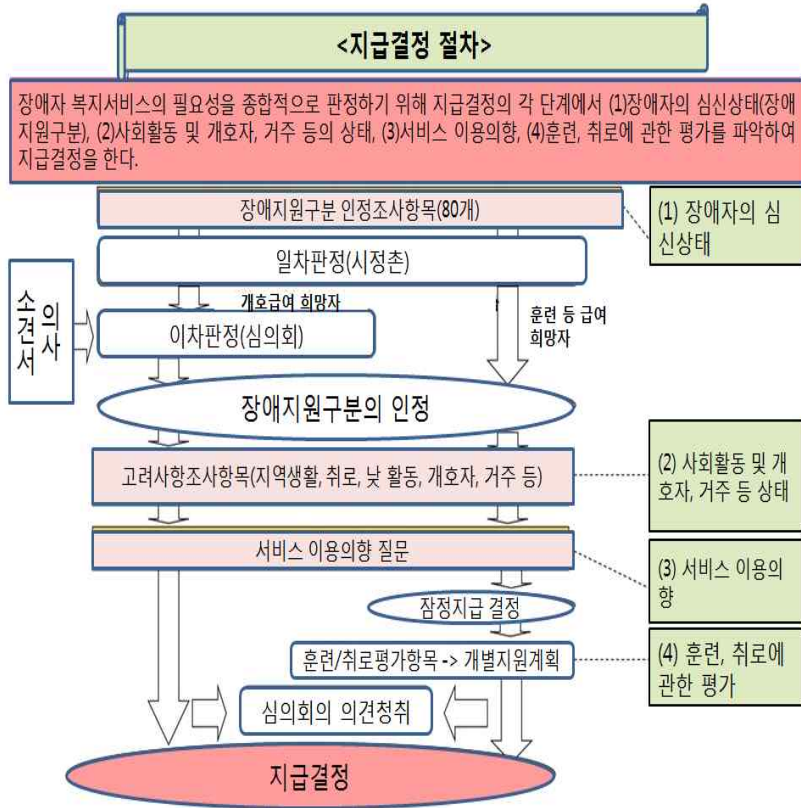 <지급결정 절차>
장애자 복지서비스의 필요성을 종합적으로 판정하기 위해 지급결정의 각 단계에서 (1)장애자의 심신상태(장애
지원구분), (2)사회활동 및 개호자, 거주 등의 상태, (3)서비스 이용의향, (4)훈련, 취로에 관한 평가를 파악하여
지급결정을 한다.
장애지원구분 인정조사항목(80개)
(1) 장애자의 심
신상태
일차판정(시정촌)
개호급여 희망자
훈련 등 급여
희망자
의사
소견서
이차판정(심의회)
장애지원구분의 인정
고려사항조사항목(지역생활, 취로, 낮 활동, 개호자, 거주 등)
(2) 사회활동 및 개
호자, 거주 등 상태
서비스 이용의향 질문
(3) 서비스 이용의
향
잠정지급 결정
훈련/취로평가항목 -> 개별지원계획
(4) 훈련, 취로에
관한 평가
심의회의 의견청취
지급결정